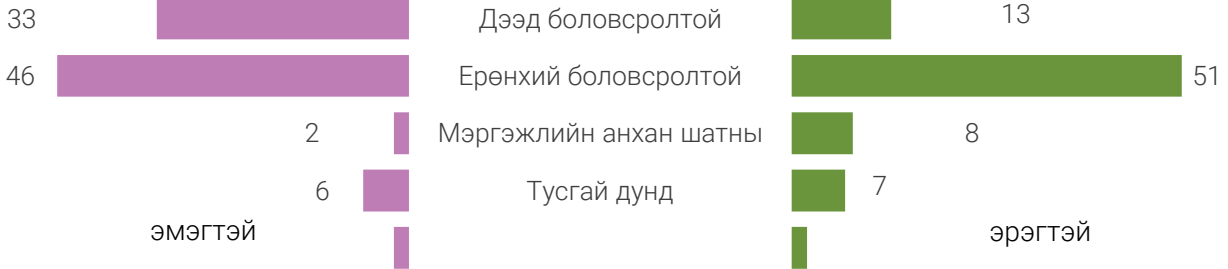 33 Дээд боловсролтой 13
46 Ерөнхий боловсролтой 51
2 Мэргэжлийн анхан шатны 8
6 Тусгай дунд 7
эмэгтэй эрэгтэй